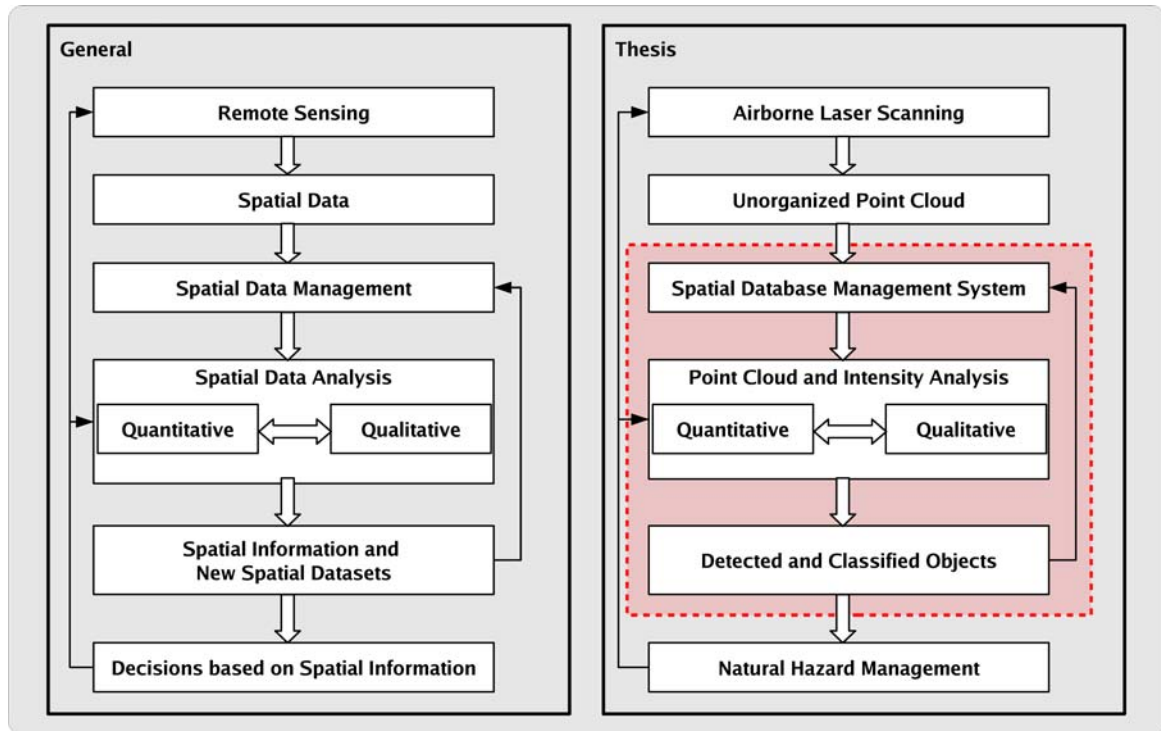 General
Remote Sensing
Spatial Data
Spatial Data Management
Spatial Data Analysis
Quantitative
Qualitative
Spatial Information and
New Spatial Datasets
Decisions based on Spatial Information
Thesis
Airborne Laser Scanning
Unorganized Point Cloud
Spatial Database Management System
Point Cloud and Intensity Analysis
Quantitative
Qualitative
Detected and Classified Objects
Natural Hazard Management